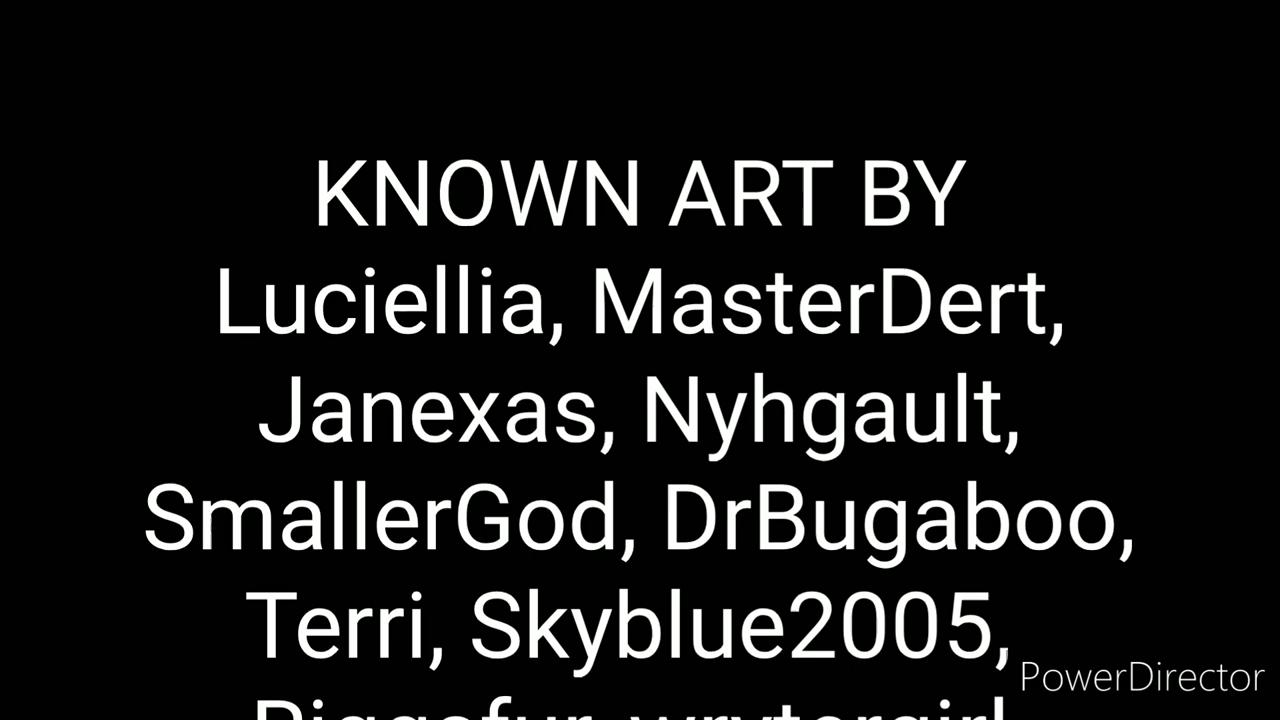 KNOWN ART BY
Luciellia, MasterDert,
Janexas, Nyhgault,
SmallerGod, DrBugaboo,
Terri, Skyblue2005,
PowerDirector